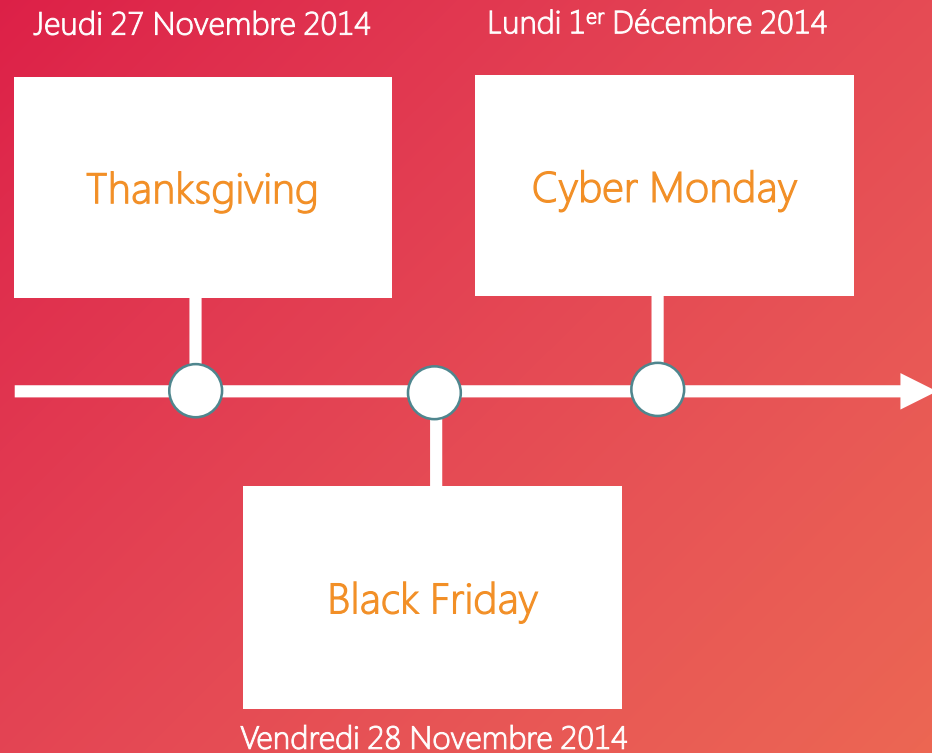 Jeudi 27 Novembre 2014
Lundi 1er Décembre 2014
Thanksgiving
Cyber Monday
Black Friday
Vendredi 28 Novembre 2014